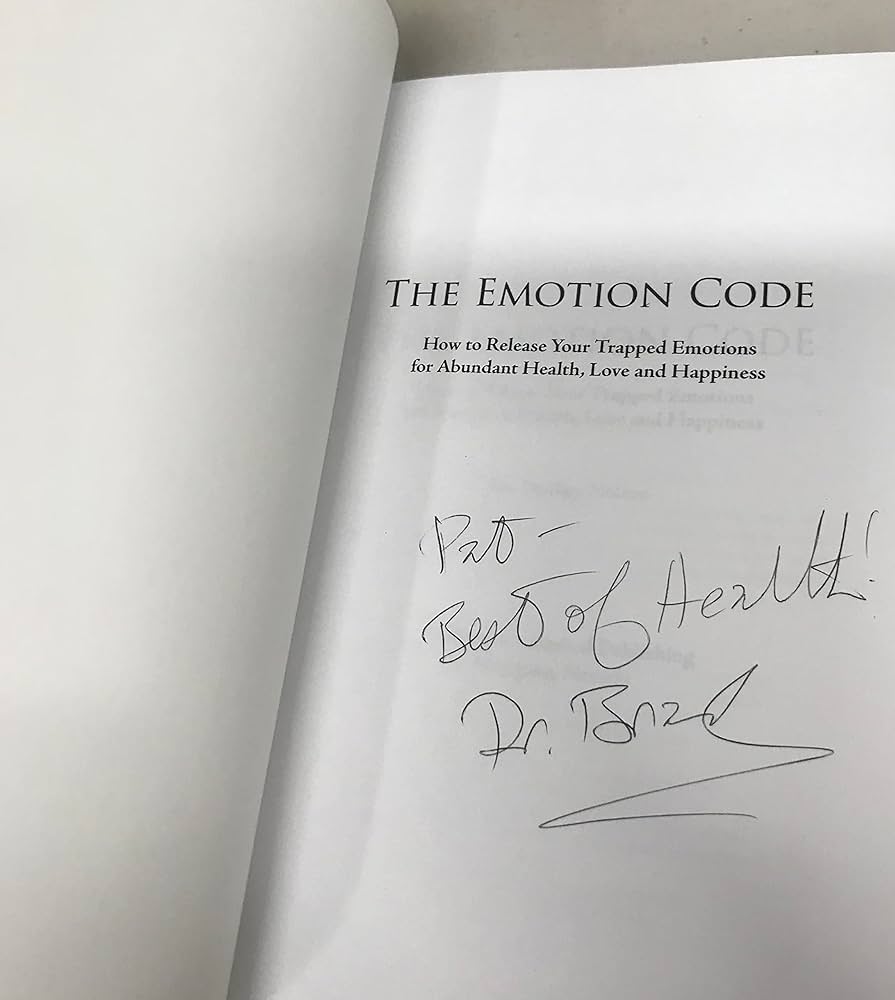 THE EMOTION CODE
How to Release Your Trapped Emotions
for Abundant Health, Love and Happiness
Pat -
Best of Health!
Dr. Brad